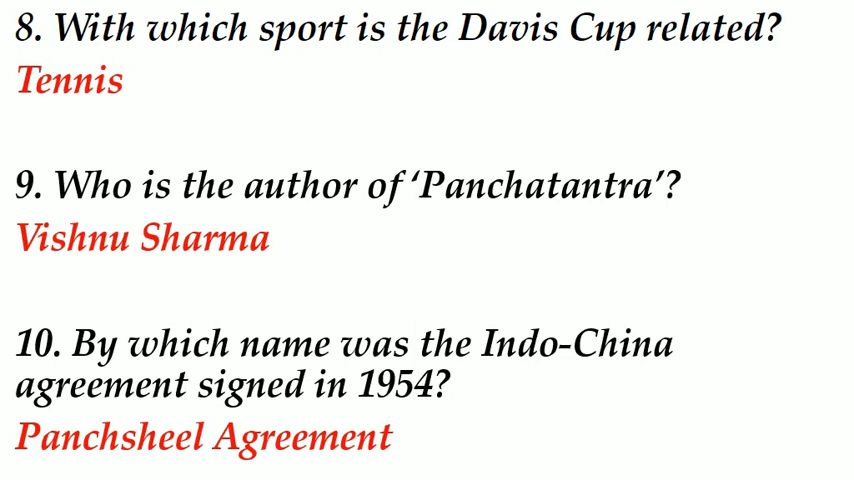 8. With which sport is the Davis Cup related?
Tennis
9. Who is the author of ‘Panchatantra’?
Vishnu Sharma
10. By which name was the Indo-China
agreement signed in 1954?
Panchsheel Agreement